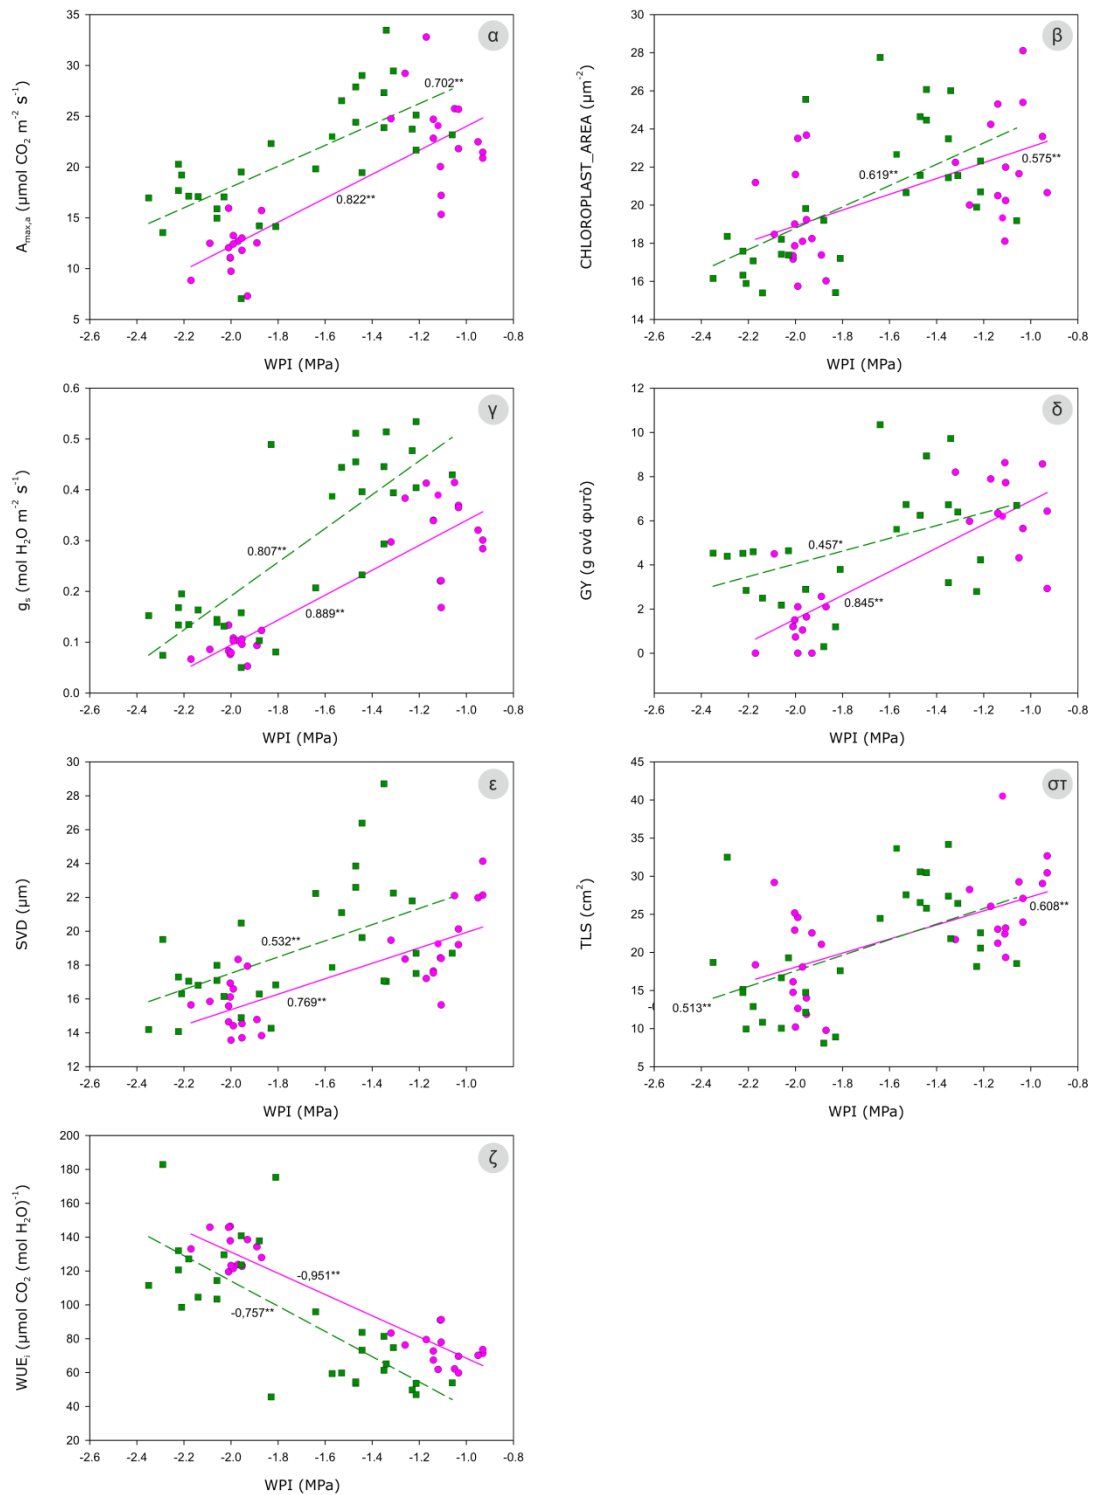 α
A_max,a (μmol CO₂ m⁻² s⁻¹)
35
30
25
20
15
10
5
0.702**
0.822**
-2.6 -2.4 -2.2 -2.0 -1.8 -1.6 -1.4 -1.2 -1.0 -0.8
WPI (MPa)
β
CHLOROPLAST_AREA (μm⁻²)
30
28
26
24
22
20
18
16
14
0.575**
0.619**
-2.6 -2.4 -2.2 -2.0 -1.8 -1.6 -1.4 -1.2 -1.0 -0.8
WPI (MPa)
γ
g_s (mol H₂O m⁻² s⁻¹)
0.6
0.5
0.4
0.3
0.2
0.1
0.0
0.807**
0.889**
-2.6 -2.4 -2.2 -2.0 -1.8 -1.6 -1.4 -1.2 -1.0 -0.8
WPI (MPa)
δ
GY (g ανά φυτό)
12
10
8
6
4
2
0
-2
0.457*
0.845**
-2.6 -2.4 -2.2 -2.0 -1.8 -1.6 -1.4 -1.2 -1.0 -0.8
WPI (MPa)
ε
SVD (μm)
30
28
26
24
22
20
18
16
14
12
0.532**
0.769**
-2.6 -2.4 -2.2 -2.0 -1.8 -1.6 -1.4 -1.2 -1.0 -0.8
WPI (MPa)
στ
TLS (cm²)
45
40
35
30
25
20
15
10
5
0.608**
0.513**
-2.6 -2.4 -2.2 -2.0 -1.8 -1.6 -1.4 -1.2 -1.0 -0.8
WPI (MPa)
ζ
WUE_i (μmol CO₂ (mol H₂O)⁻¹)
200
180
160
140
120
100
80
60
40
20
-0,951**
-0,757**
-2.6 -2.4 -2.2 -2.0 -1.8 -1.6 -1.4 -1.2 -1.0 -0.8
WPI (MPa)